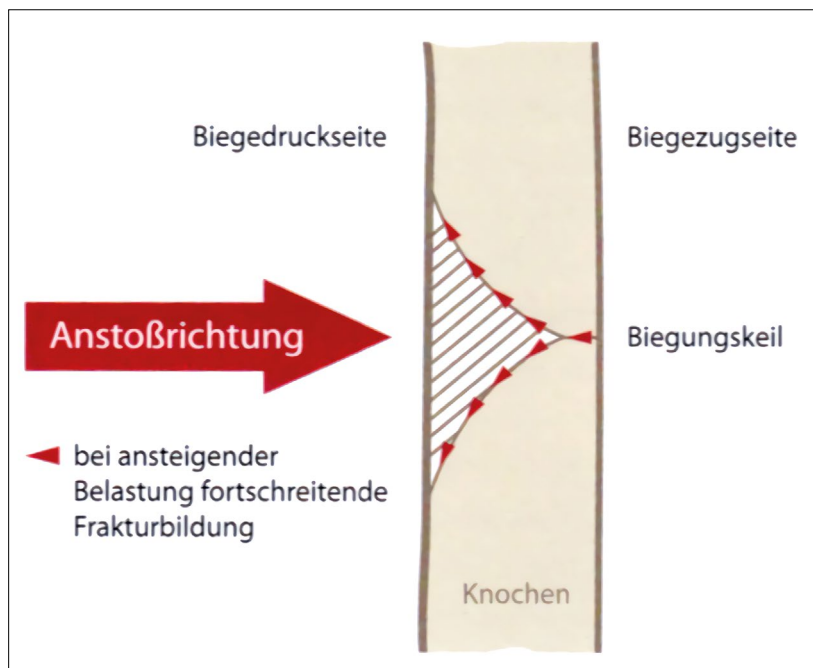 Biegedruckseite
Biegezugseite
Anstoßrichtung
Biegungskeil
bei ansteigender
Belastung fortschreitende
Frakturbildung
Knochen